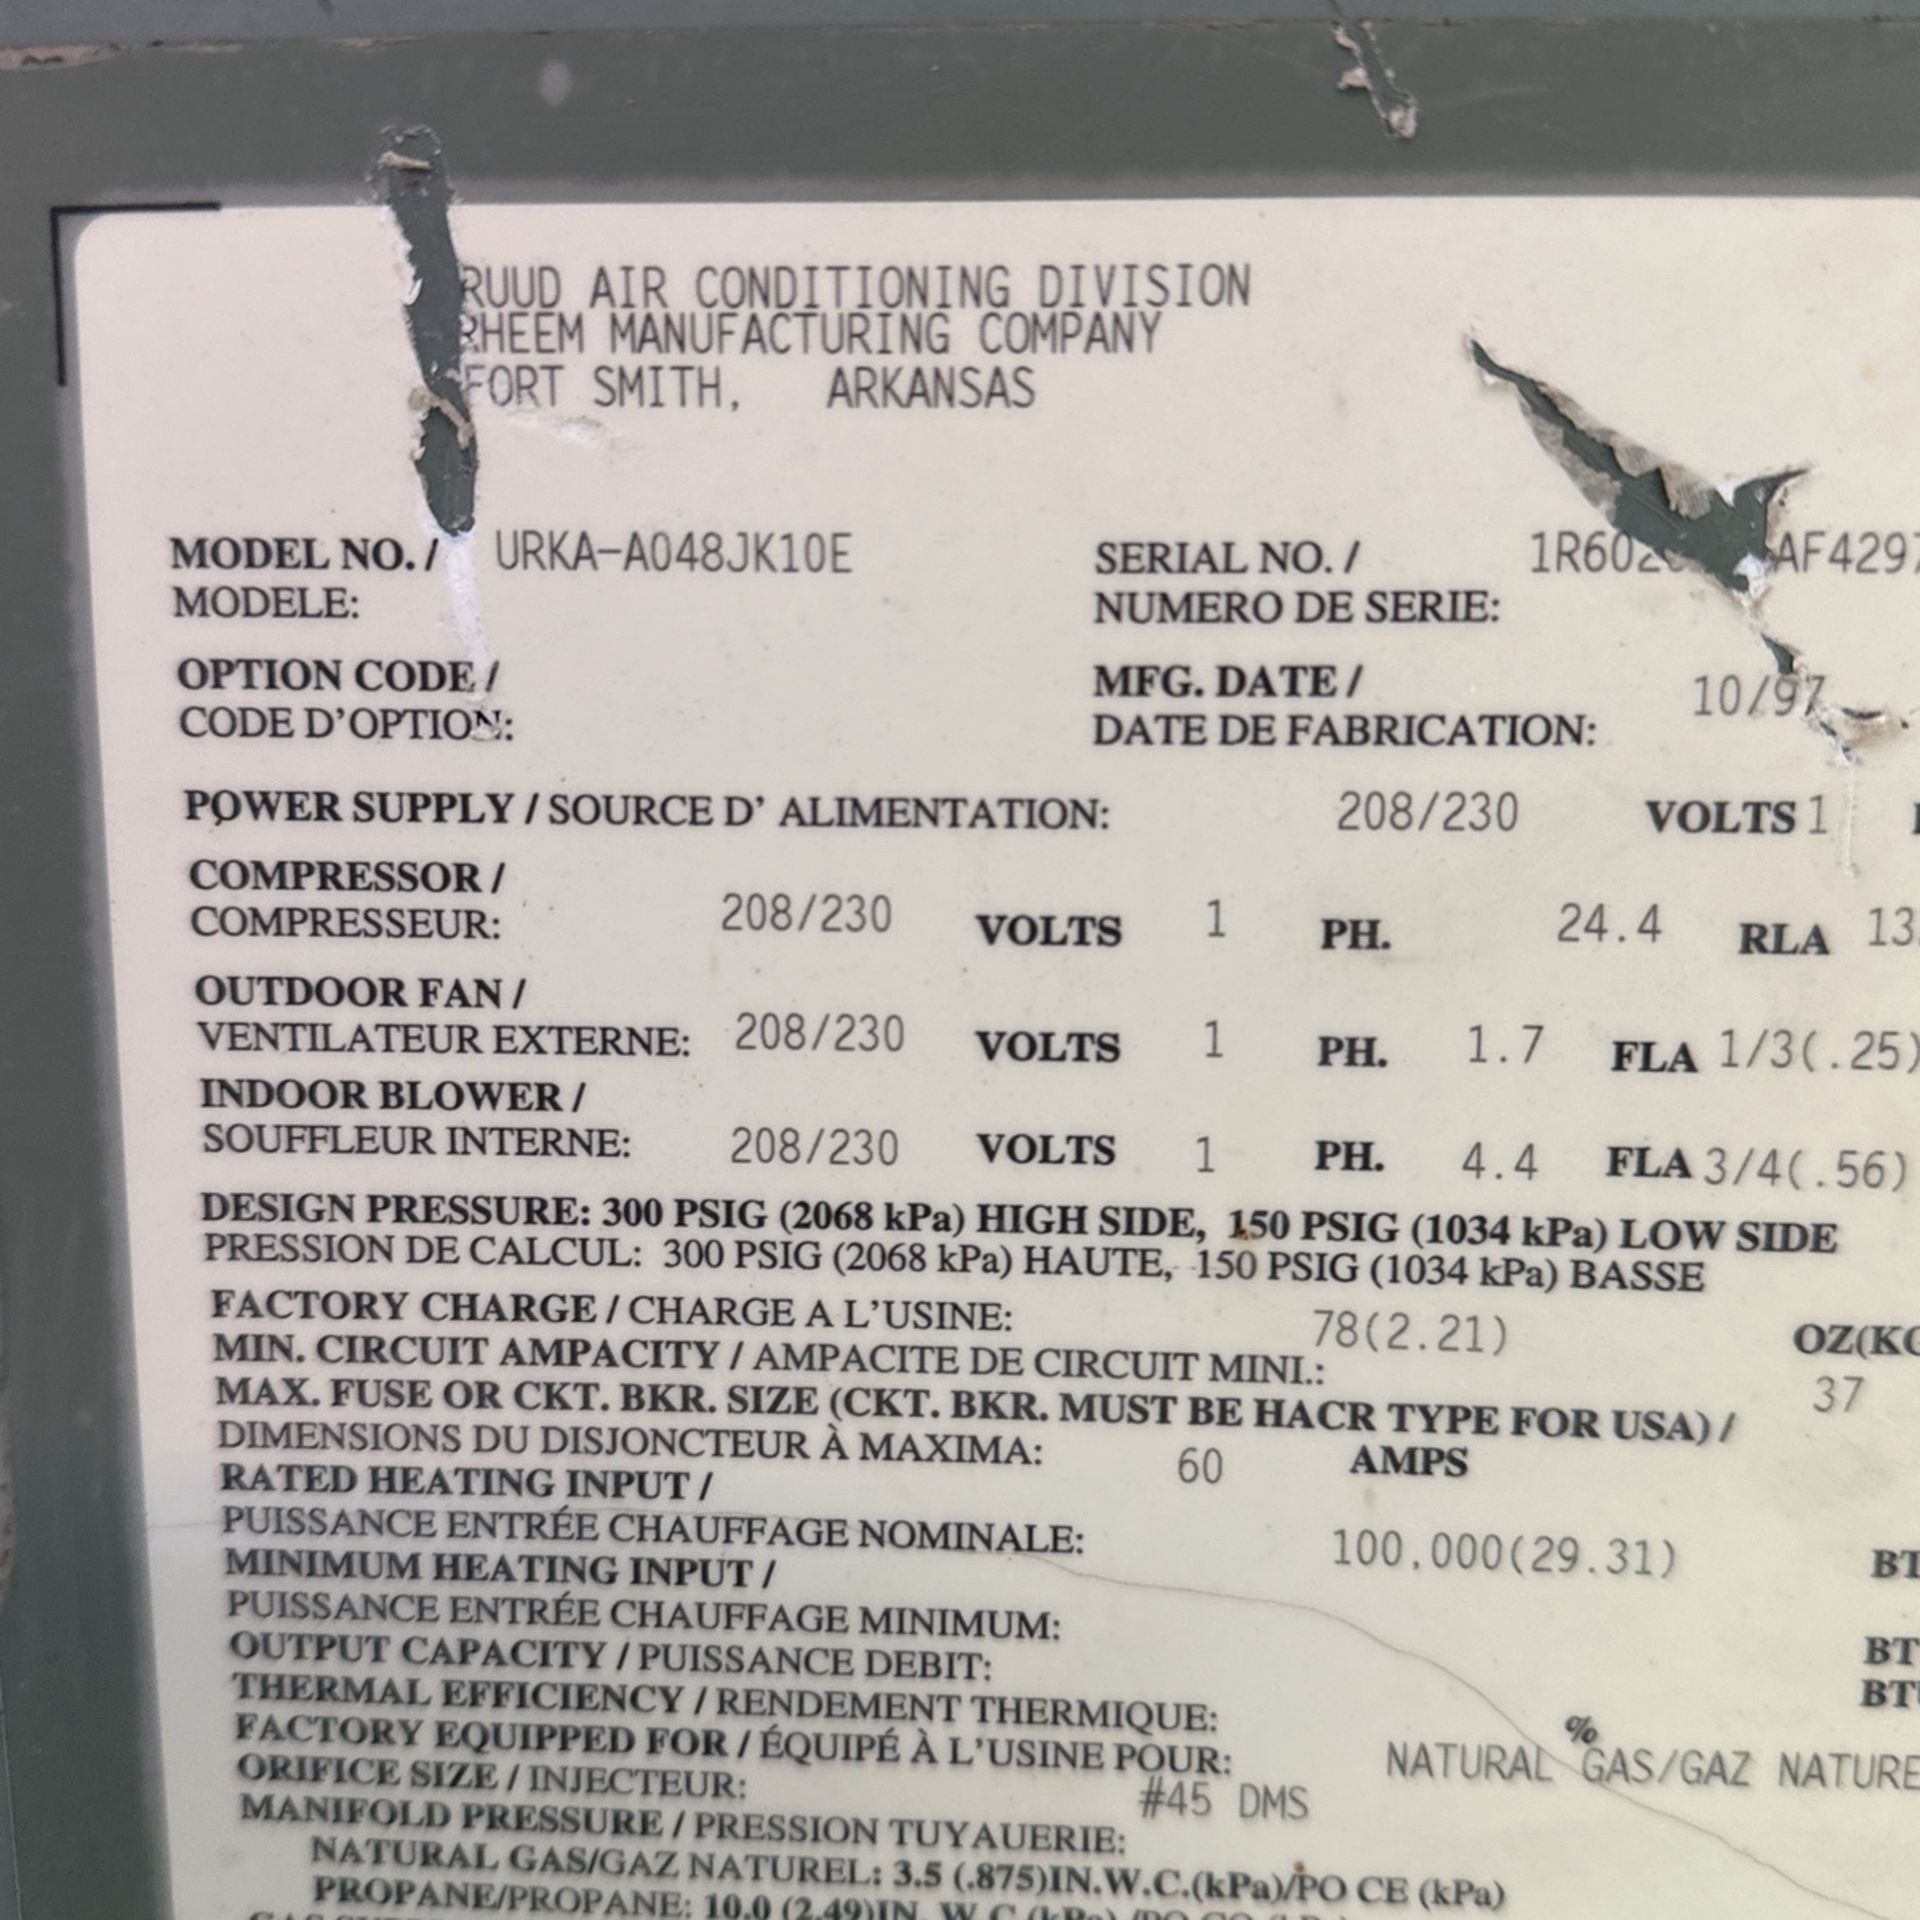 RUUD AIR CONDITIONING DIVISION
RHEEM MANUFACTURING COMPANY
FORT SMITH, ARKANSAS
MODEL NO. / URKA-A048JK10E SERIAL NO. /
MODELE: NUMERO DE SERIE:
OPTION CODE / MFG. DATE / 10/97
CODE D'OPTION: DATE DE FABRICATION:
POWER SUPPLY / SOURCE D' ALIMENTATION: 208/230 VOLTS 1
COMPRESSOR /
COMPRESSEUR: 208/230 VOLTS 1 PH. 24.4 RLA
OUTDOOR FAN /
VENTILATEUR EXTERNE: 208/230 VOLTS 1 PH. 1.7 FLA 1/3(.25)
INDOOR BLOWER /
SOUFFLEUR INTERNE: 208/230 VOLTS 1 PH. 4.4 FLA 3/4(.56)
DESIGN PRESSURE: 300 PSIG (2068 kPa) HIGH SIDE, 150 PSIG (1034 kPa) LOW SIDE
PRESSION DE CALCUL: 300 PSIG (2068 kPa) HAUTE, 150 PSIG (1034 kPa) BASSE
FACTORY CHARGE / CHARGE A L'USINE: 78(2.21) OZ(KG
MIN. CIRCUIT AMPACITY / AMPACITE DE CIRCUIT MINI.: 37
MAX. FUSE OR CKT. BKR. SIZE (CKT. BKR. MUST BE HACR TYPE FOR USA) /
DIMENSIONS DU DISJONCTEUR À MAXIMA: 60 AMPS
RATED HEATING INPUT /
PUISSANCE ENTRÉE CHAUFFAGE NOMINALE: 100,000(29.31) BT
MINIMUM HEATING INPUT /
PUISSANCE ENTRÉE CHAUFFAGE MINIMUM: BT
OUTPUT CAPACITY / PUISSANCE DEBIT: BTU
THERMAL EFFICIENCY / RENDEMENT THERMIQUE: %
FACTORY EQUIPPED FOR / ÉQUIPÉ À L'USINE POUR: NATURAL GAS/GAZ NATURE
ORIFICE SIZE / INJECTEUR: #45 DMS
MANIFOLD PRESSURE / PRESSION TUYAUERIE:
NATURAL GAS/GAZ NATUREL: 3.5 (.875)IN.W.C.(kPa)/PO CE (kPa)
PROPANE/PROPANE: 10.0 (2.49)IN. W.C.